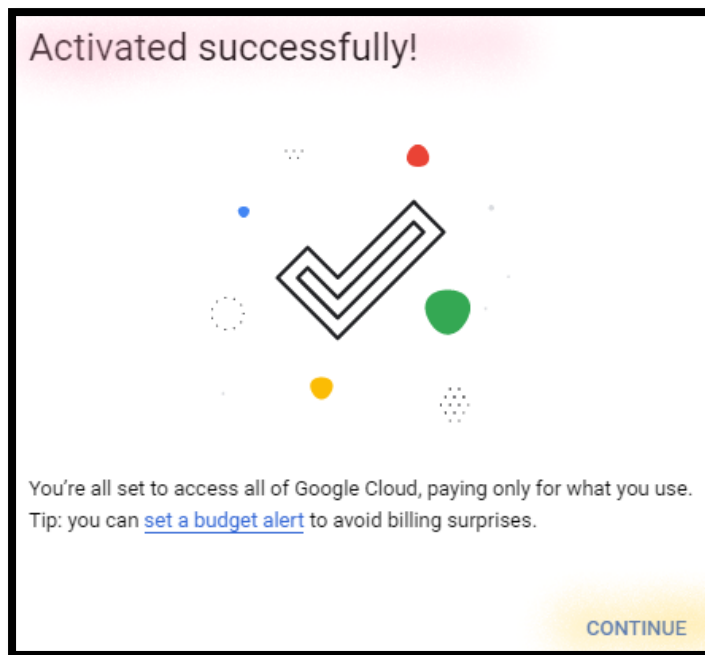 Activated successfully!
You’re all set to access all of Google Cloud, paying only for what you use.
Tip: you can set a budget alert to avoid billing surprises.
CONTINUE